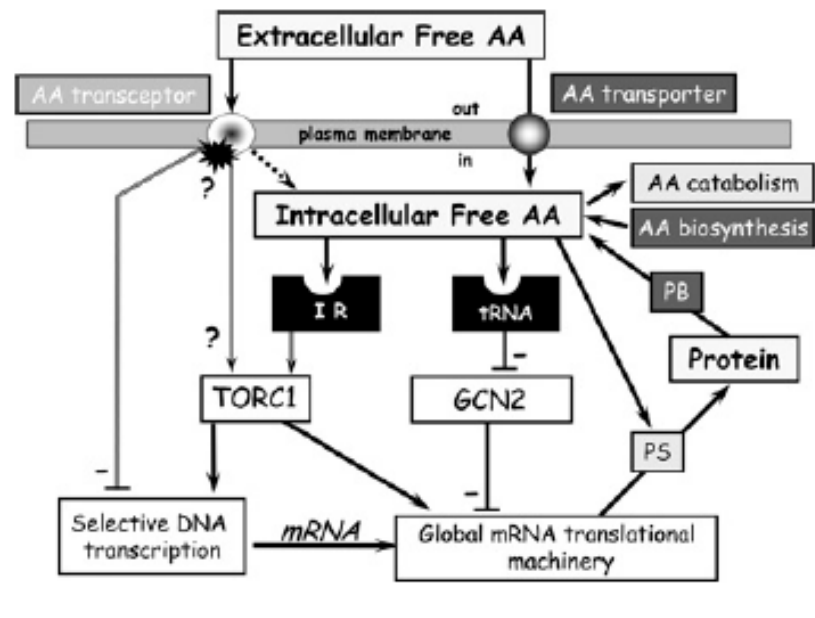 Extracellular Free AA
AA transceptor
out
AA transporter
plasma membrane
in
?
AA catabolism
Intracellular Free AA
AA biosynthesis
I R
tRNA
PB
?
-
Protein
TORC1
GCN2
PS
-
-
Selective DNA
transcription
mRNA
Global mRNA translational
machinery